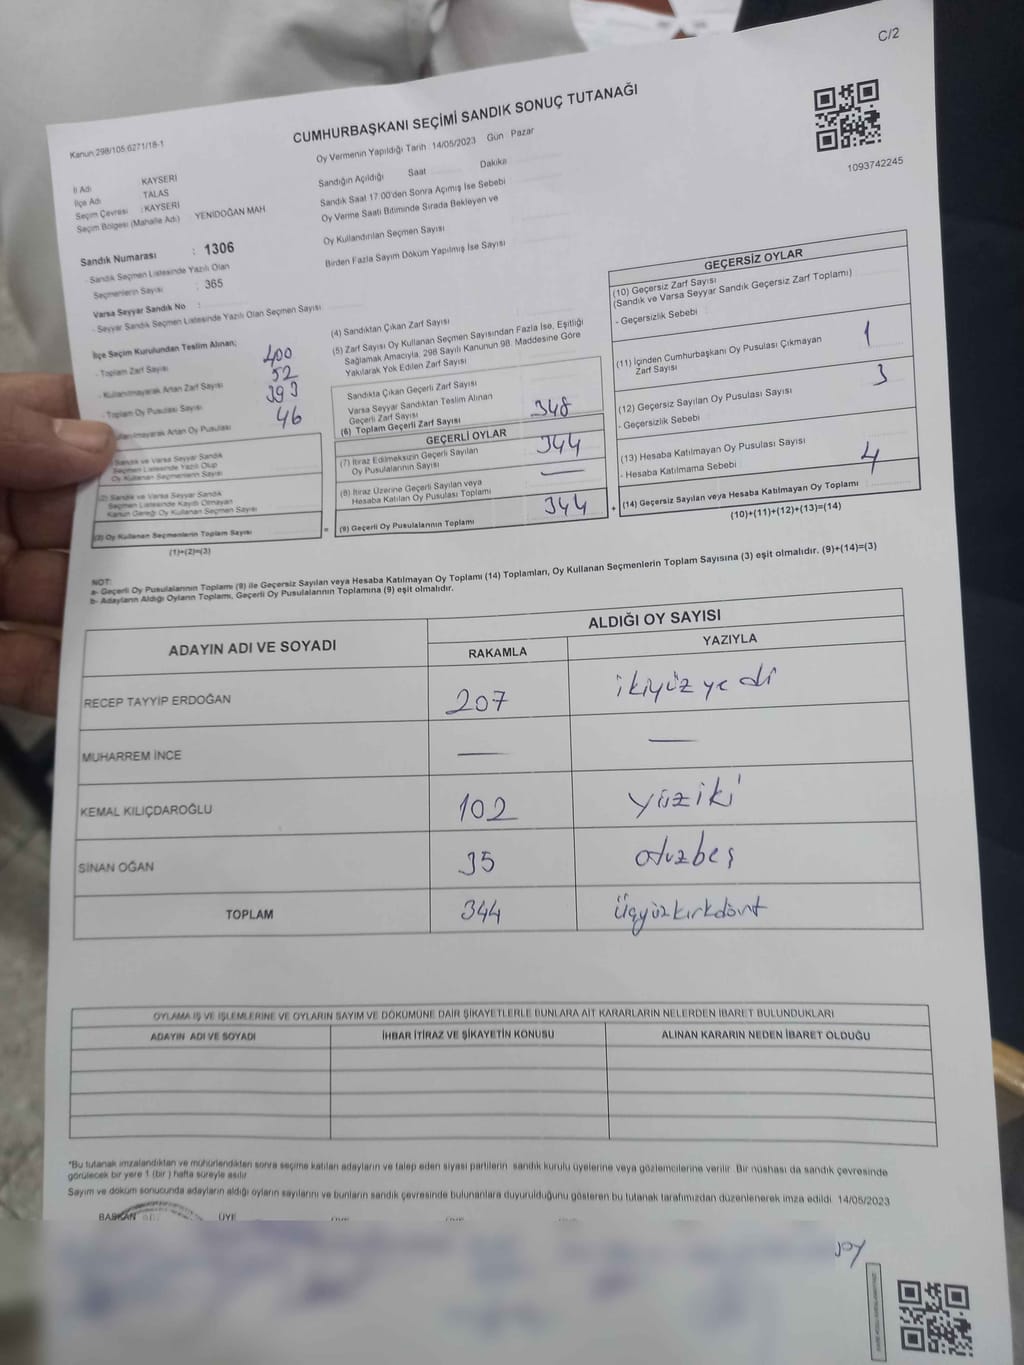 C/2
CUMHURBAŞKANI SEÇİMİ SANDIK SONUÇ TUTANAĞI
Kanun:298/105:6271/18-1
Oy Vermenin Yapıldığı Tarih : 14/05/2023 Gün : Pazar
1093742245
İl Adı KAYSERİ
İlçe Adı TALAS
Seçim Çevresi : KAYSERİ
Seçim Bölgesi (Mahalle Adı) YENİDOĞAN MAH
Sandık Numarası : 1306
- Sandık Seçmen Listesinde Yazılı Olan
Seçmenlerin Sayısı : 365
Varsa Seyyar Sandık No :
- Seyyar Sandık Seçmen Listesinde Yazılı Olan Seçmen Sayısı
Sandığın Açıldığı Saat Dakika
Sandık Saat 17:00'den Sonra Açılmış İse Sebebi
Oy Verme Saati Bitiminde Sırada Bekleyen ve
Oy Kullandırılan Seçmen Sayısı
Birden Fazla Sayım Döküm Yapılmış İse Sayısı
İlçe Seçim Kurulundan Teslim Alınan;
- Toplam Zarf Sayısı 400
- Kullanılmayarak Artan Zarf Sayısı 52
- Toplam Oy Pusulası Sayısı 393
Kullanılmayarak Artan Oy Pusulası 46
Sandık ve Varsa Seyyar Sandık
Seçmen Listesinde Yazılı Olup
Oy Kullanan Seçmenlerin Sayısı
(2) Sandık ve Varsa Seyyar Sandık
Seçmen Listesinde Kaydı Olmayan
Kanun Gereği Oy Kullanan Seçmen Sayısı
(3) Oy Kullanan Seçmenlerin Toplam Sayısı =
(1)+(2)=(3)
(4) Sandıktan Çıkan Zarf Sayısı
(5) Zarf Sayısı Oy Kullanan Seçmen Sayısından Fazla İse, Eşitliği
Sağlamak Amacıyla, 298 Sayılı Kanunun 98. Maddesine Göre
Yakılarak Yok Edilen Zarf Sayısı
Sandıkta Çıkan Geçerli Zarf Sayısı
Varsa Seyyar Sandıktan Teslim Alınan
Geçerli Zarf Sayısı
(6) Toplam Geçerli Zarf Sayısı 348
GEÇERLİ OYLAR
(7) İtiraz Edilmeksizin Geçerli Sayılan
Oy Pusulalarının Sayısı 344
(8) İtiraz Üzerine Geçerli Sayılan veya
Hesaba Katılan Oy Pusulası Toplamı —
(9) Geçerli Oy Pusulalarının Toplamı 344 +
GEÇERSİZ OYLAR
(10) Geçersiz Zarf Sayısı
(Sandık ve Varsa Seyyar Sandık Geçersiz Zarf Toplamı)
- Geçersizlik Sebebi
(11) İçinden Cumhurbaşkanı Oy Pusulası Çıkmayan
Zarf Sayısı 1
(12) Geçersiz Sayılan Oy Pusulası Sayısı 3
- Geçersizlik Sebebi
(13) Hesaba Katılmayan Oy Pusulası Sayısı
- Hesaba Katılmama Sebebi
(14) Geçersiz Sayılan veya Hesaba Katılmayan Oy Toplamı 4
(10)+(11)+(12)+(13)=(14)
NOT:
a- Geçerli Oy Pusulalarının Toplamı (9) ile Geçersiz Sayılan veya Hesaba Katılmayan Oy Toplamı (14) Toplamları, Oy Kullanan Seçmenlerin Toplam Sayısına (3) eşit olmalıdır. (9)+(14)=(3)
b- Adayların Aldığı Oyların Toplamı, Geçerli Oy Pusulalarının Toplamına (9) eşit olmalıdır.
ADAYIN ADI VE SOYADI ALDIĞI OY SAYISI
RAKAMLA YAZIYLA
RECEP TAYYİP ERDOĞAN 207 ikiyüz yedi
MUHARREM İNCE — —
KEMAL KILIÇDAROĞLU 102 yüziki
SİNAN OĞAN 35 otuzbeş
TOPLAM 344 üçyüzkırkdört
OYLAMA İŞ VE İŞLEMLERİNE VE OYLARIN SAYIM VE DÖKÜMÜNE DAİR ŞİKAYETLERLE BUNLARA AİT KARARLARIN NELERDEN İBARET BULUNDUKLARI
ADAYIN ADI VE SOYADI İHBAR İTİRAZ VE ŞİKAYETİN KONUSU ALINAN KARARIN NEDEN İBARET OLDUĞU
*Bu tutanak imzalandıktan ve mühürlendikten sonra seçime katılan adayların ve talep eden siyasi partilerin sandık kurulu üyelerine veya gözlemcilerine verilir. Bir nüshası da sandık çevresinde
görülecek bir yere 1 (bir) hafta süreyle asılır
Sayım ve döküm sonucunda adayların aldığı oyların sayılarını ve bunların sandık çevresinde bulunanlara duyurulduğunu gösteren bu tutanak tarafımızdan düzenlenerek imza edildi. 14/05/2023
BAŞKAN ÜYE